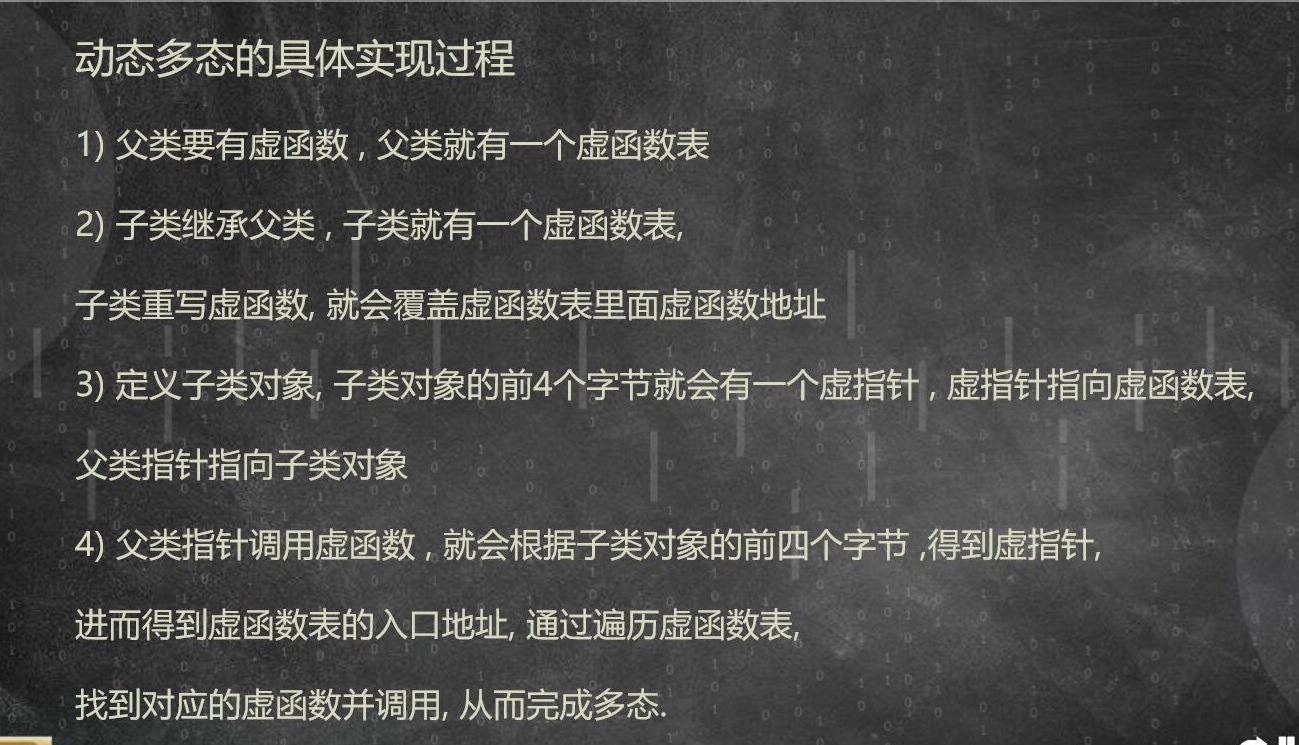 动态多态的具体实现过程
1) 父类要有虚函数 , 父类就有一个虚函数表
2) 子类继承父类 , 子类就有一个虚函数表,
子类重写虚函数, 就会覆盖虚函数表里面虚函数地址
3) 定义子类对象, 子类对象的前4个字节就会有一个虚指针 , 虚指针指向虚函数表,
父类指针指向子类对象
4) 父类指针调用虚函数 , 就会根据子类对象的前四个字节 ,得到虚指针,
进而得到虚函数表的入口地址, 通过遍历虚函数表,
找到对应的虚函数并调用, 从而完成多态.